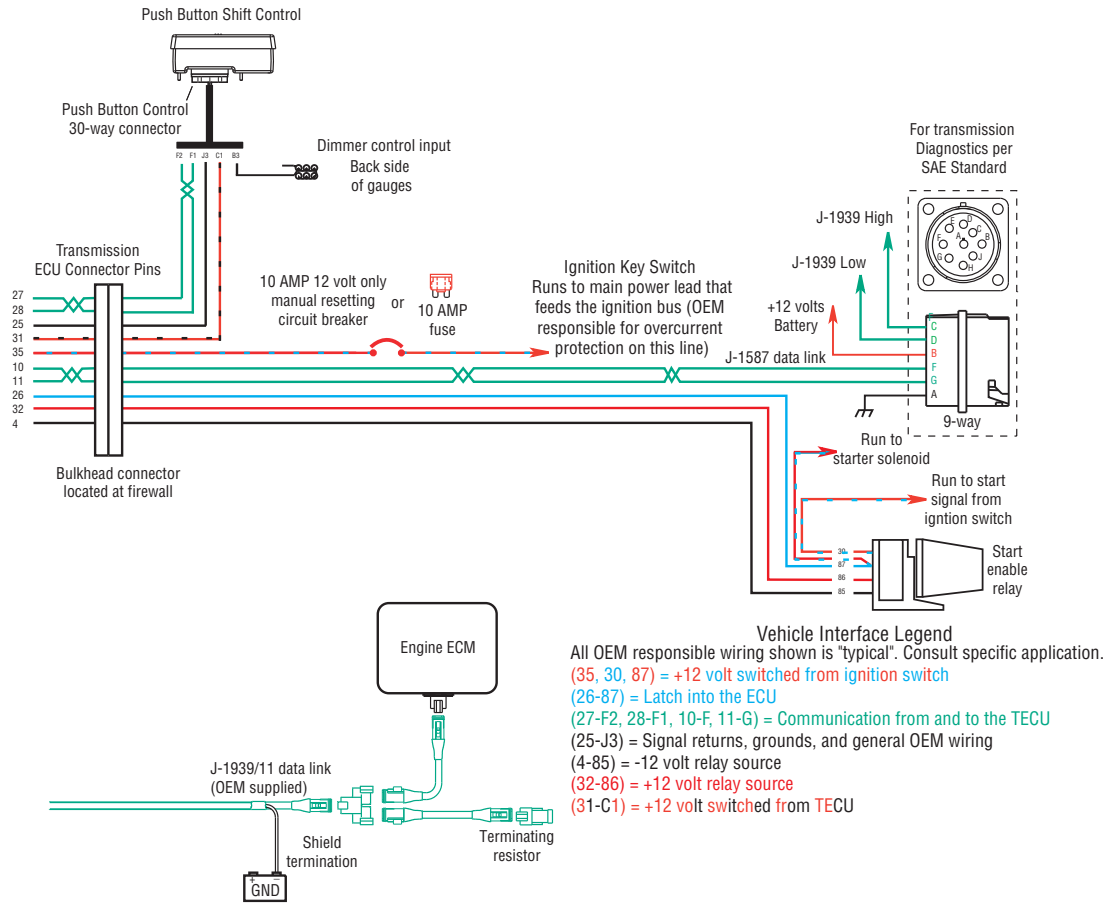 Push Button Shift Control
Push Button Control
30-way connector
F2 F1 J3 C1 B3
Dimmer control input
Back side
of gauges
For transmission
Diagnostics per
SAE Standard
E D
F A C B
G J
H
J-1939 High
J-1939 Low
+12 volts
Battery
J-1587 data link
C
D
B
F
G
A
9-way
Transmission
ECU Connector Pins
27
28
25
31
35
10
11
26
32
4
Bulkhead connector
located at firewall
10 AMP 12 volt only
manual resetting
circuit breaker
or
10 AMP
fuse
Ignition Key Switch
Runs to main power lead that
feeds the ignition bus (OEM
responsible for overcurrent
protection on this line)
Run to
starter solenoid
Run to start
signal from
igntion switch
30
87
86
85
Start
enable
relay
Engine ECM
J-1939/11 data link
(OEM supplied)
Shield
termination
Terminating
resistor
+ −
GND
Vehicle Interface Legend
All OEM responsible wiring shown is "typical". Consult specific application.
(35, 30, 87) = +12 volt switched from ignition switch
(26-87) = Latch into the ECU
(27-F2, 28-F1, 10-F, 11-G) = Communication from and to the TECU
(25-J3) = Signal returns, grounds, and general OEM wiring
(4-85) = -12 volt relay source
(32-86) = +12 volt relay source
(31-C1) = +12 volt switched from TECU